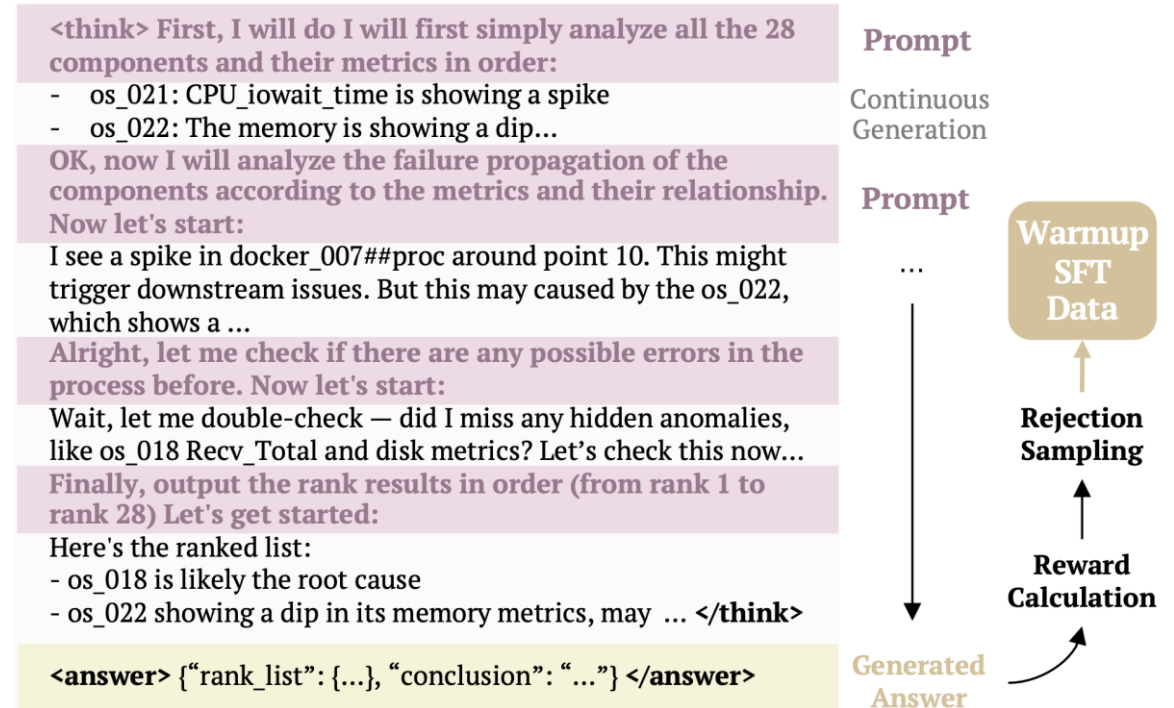 <think> First, I will do I will first simply analyze all the 28
components and their metrics in order:
- os_021: CPU_iowait_time is showing a spike
- os_022: The memory is showing a dip...
OK, now I will analyze the failure propagation of the
components according to the metrics and their relationship.
Now let's start:
I see a spike in docker_007##proc around point 10. This might
trigger downstream issues. But this may caused by the os_022,
which shows a ...
Alright, let me check if there are any possible errors in the
process before. Now let's start:
Wait, let me double-check — did I miss any hidden anomalies,
like os_018 Recv_Total and disk metrics? Let’s check this now...
Finally, output the rank results in order (from rank 1 to
rank 28) Let's get started:
Here's the ranked list:
- os_018 is likely the root cause
- os_022 showing a dip in its memory metrics, may ... </think>
<answer> {“rank_list”: {...}, “conclusion”: “...”} </answer>
Prompt
Continuous
Generation
Prompt
...
Generated
Answer
Reward
Calculation
Rejection
Sampling
Warmup
SFT
Data